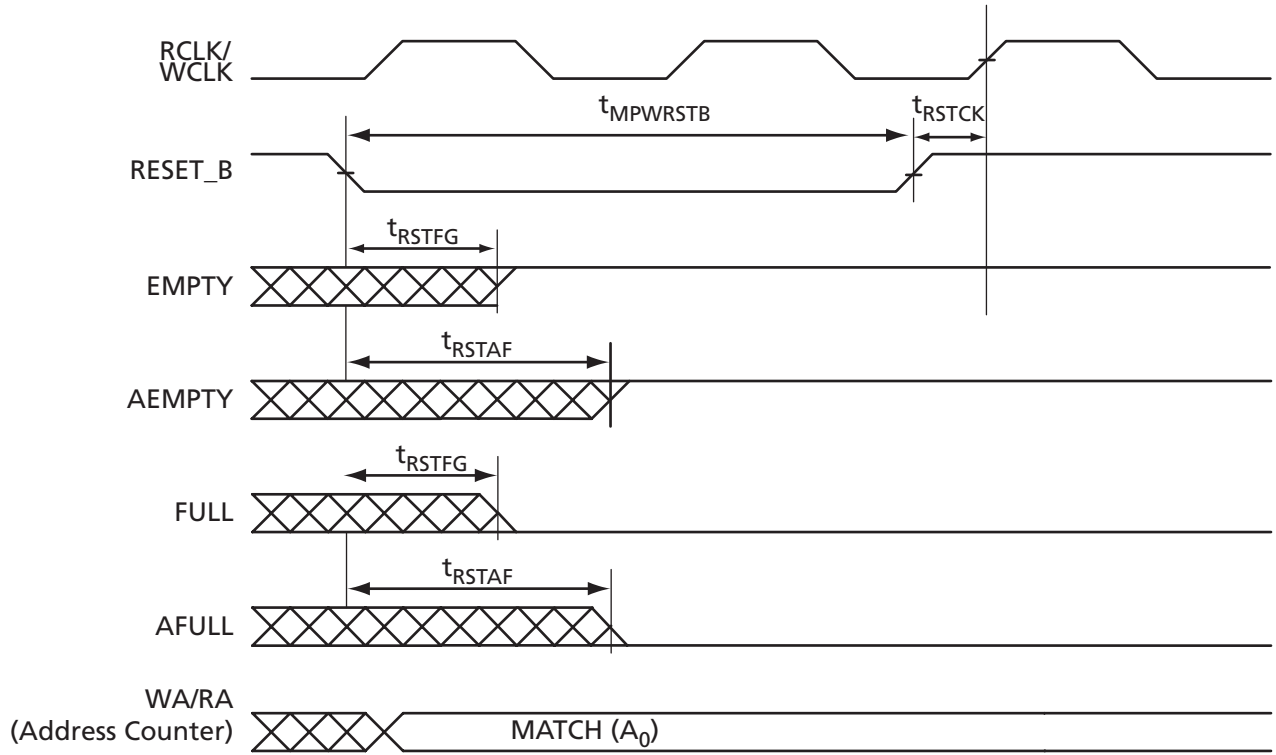 RCLK/
WCLK
tMPWRSTB
tRSTCK
RESET_B
tRSTFG
EMPTY
tRSTAF
AEMPTY
tRSTFG
FULL
tRSTAF
AFULL
WA/RA
(Address Counter)
MATCH (A0)